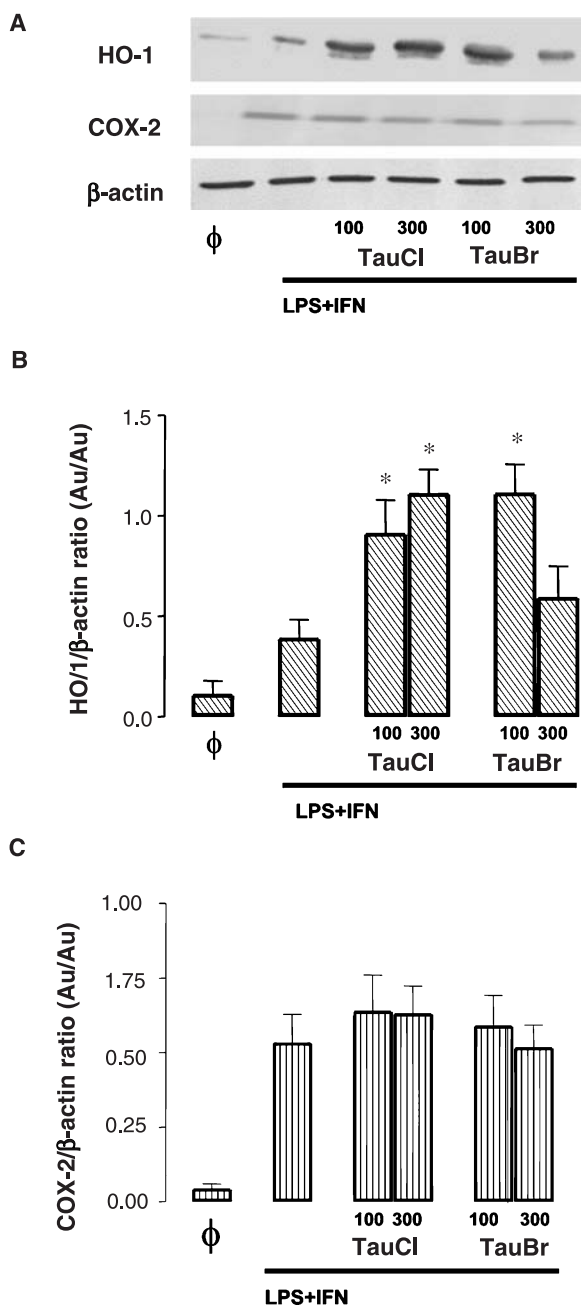 A
HO-1
COX-2
β-actin
ϕ
100 300 100 300
TauCl TauBr
LPS+IFN
B
HO/1/β-actin ratio (Au/Au)
1.5
1.0
0.5
0.0
* * *
ϕ
100 300 100 300
TauCl TauBr
LPS+IFN
C
COX-2/β-actin ratio (Au/Au)
1.00
1.75
0.50
0.25
0.00
ϕ
100 300 100 300
TauCl TauBr
LPS+IFN